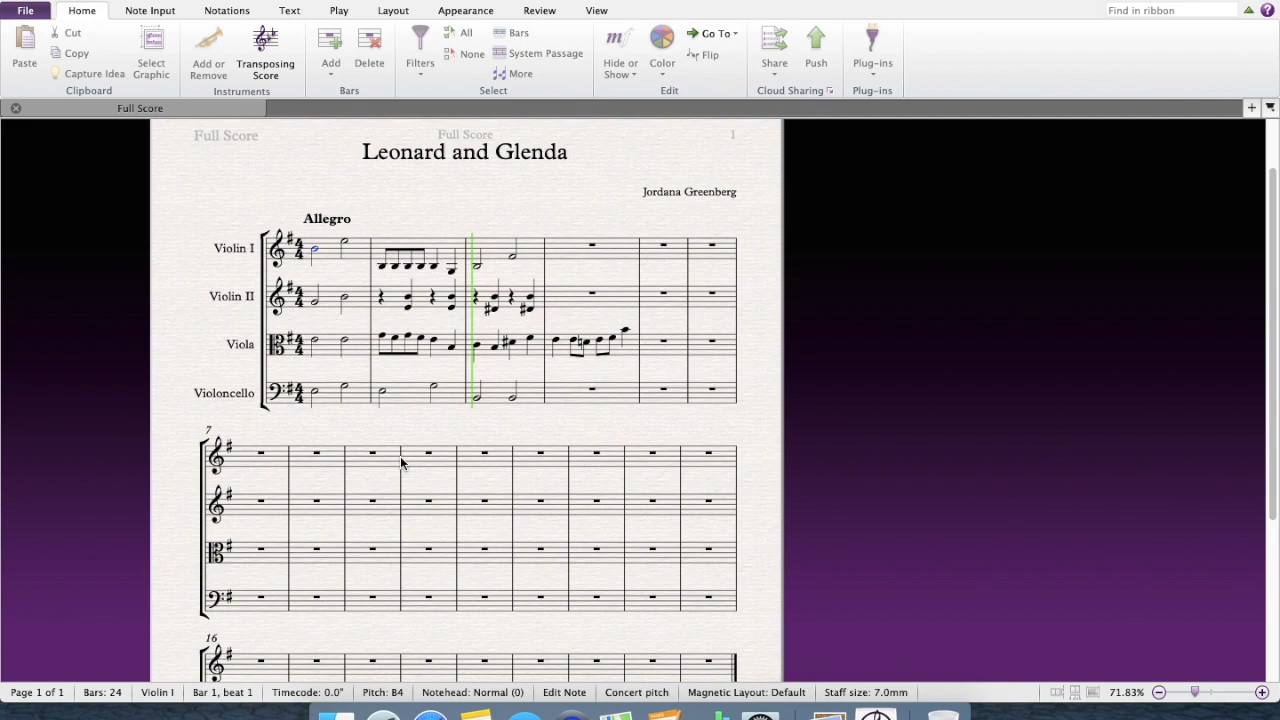 File Home Note Input Notations Text Play Layout Appearance Review View Find in ribbon
Paste Cut Copy Capture Idea Select Graphic Add or Remove Transposing Score Add Delete Filters All None Bars System Passage More Hide or Show Color Go To Flip Share Push Plug-ins
Clipboard Instruments Bars Select Edit Cloud Sharing Plug-ins
Full Score
Full Score Full Score 1
Leonard and Glenda
Jordana Greenberg
Allegro
Violin I
Violin II
Viola
Violoncello
7
16
Page 1 of 1 Bars: 24 Violin I Bar 1, beat 1 Timecode: 0.0" Pitch: B4 Notehead: Normal (0) Edit Note Concert pitch Magnetic Layout: Default Staff size: 7.0mm 71.83%